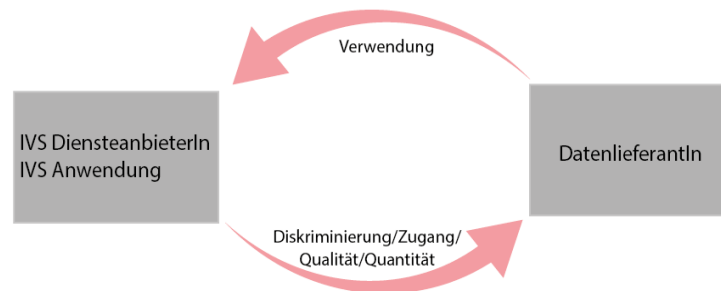 Verwendung
IVS DiensteanbieterIn
IVS Anwendung
DatenlieferantIn
Diskriminierung/Zugang/
Qualität/Quantität